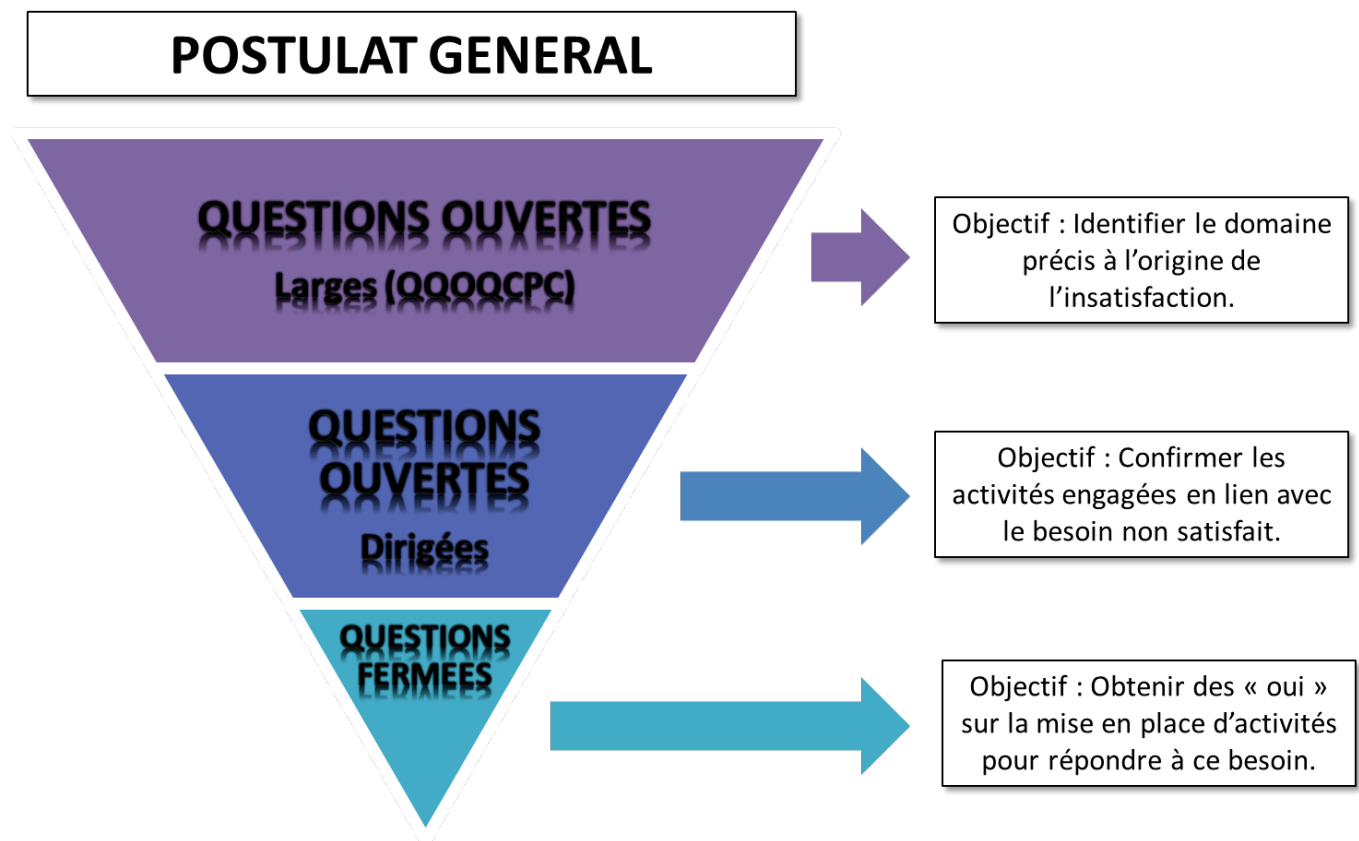 POSTULAT GENERAL
QUESTIONS OUVERTES
Larges (QQOQCPC)
Objectif : Identifier le domaine
précis à l’origine de
l’insatisfaction.
QUESTIONS
OUVERTES
Dirigées
Objectif : Confirmer les
activités engagées en lien avec
le besoin non satisfait.
QUESTIONS
FERMEES
Objectif : Obtenir des « oui »
sur la mise en place d’activités
pour répondre à ce besoin.